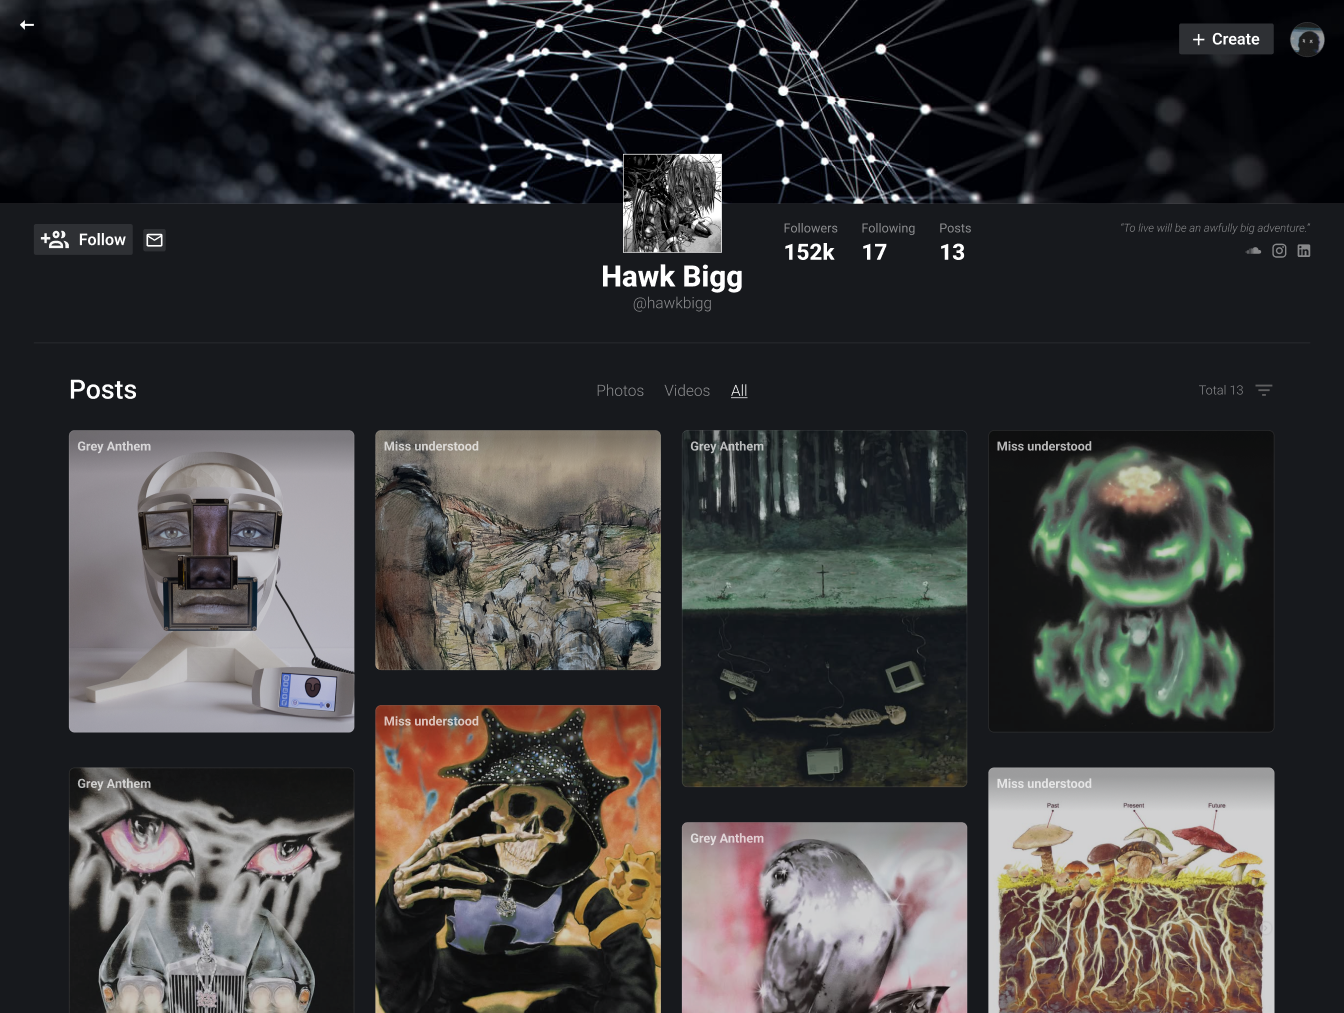 + Create
Follow
Followers
152k
Following
17
Posts
13
"To live will be an awfully big adventure."
Hawk Bigg
@hawkbigg
Posts
Photos
Videos
All
Total 13
Grey Anthem
Miss understood
Grey Anthem
Miss understood
Miss understood
Grey Anthem
Miss understood
Past
Present
Future
Grey Anthem